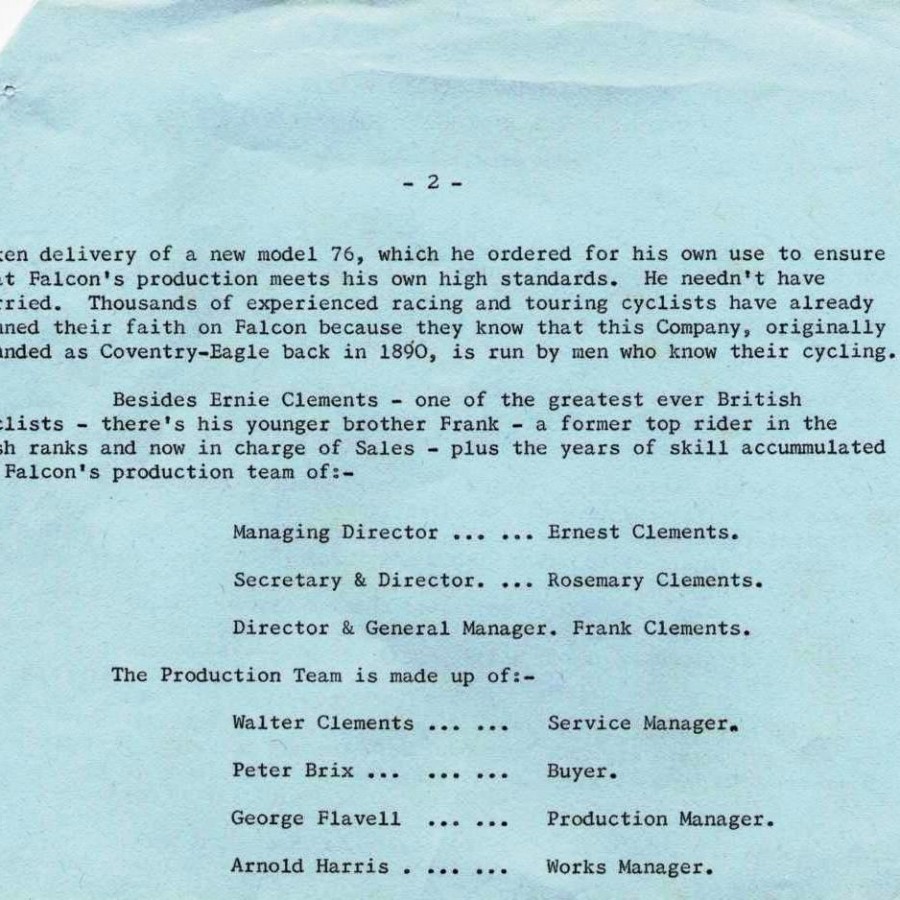 - 2 -
ken delivery of a new model 76, which he ordered for his own use to ensure
at Falcon's production meets his own high standards. He needn't have
rried. Thousands of experienced racing and touring cyclists have already
nned their faith on Falcon because they know that this Company, originally
unded as Coventry-Eagle back in 1890, is run by men who know their cycling.
Besides Ernie Clements - one of the greatest ever British
clists - there's his younger brother Frank - a former top rider in the
sh ranks and now in charge of Sales - plus the years of skill accummulated
Falcon's production team of:-
Managing Director ... ... Ernest Clements.
Secretary & Director. ... Rosemary Clements.
Director & General Manager. Frank Clements.
The Production Team is made up of:-
Walter Clements ... ... Service Manager.
Peter Brix ... ... ... Buyer.
George Flavell ... ... Production Manager.
Arnold Harris . ... ... Works Manager.